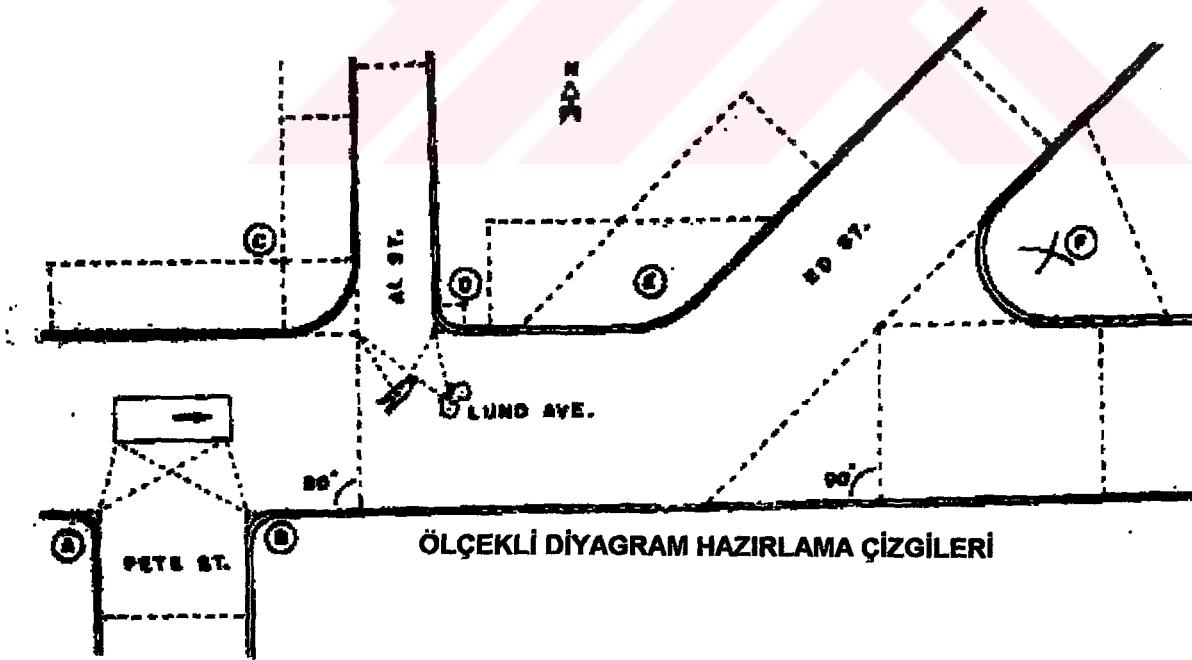 N
C
AL ST.
D
E
ED ST.
F
LUND AVE.
90°
90°
A
B
PETE ST.
ÖLÇEKLİ DİYAGRAM HAZIRLAMA ÇİZGİLERİ